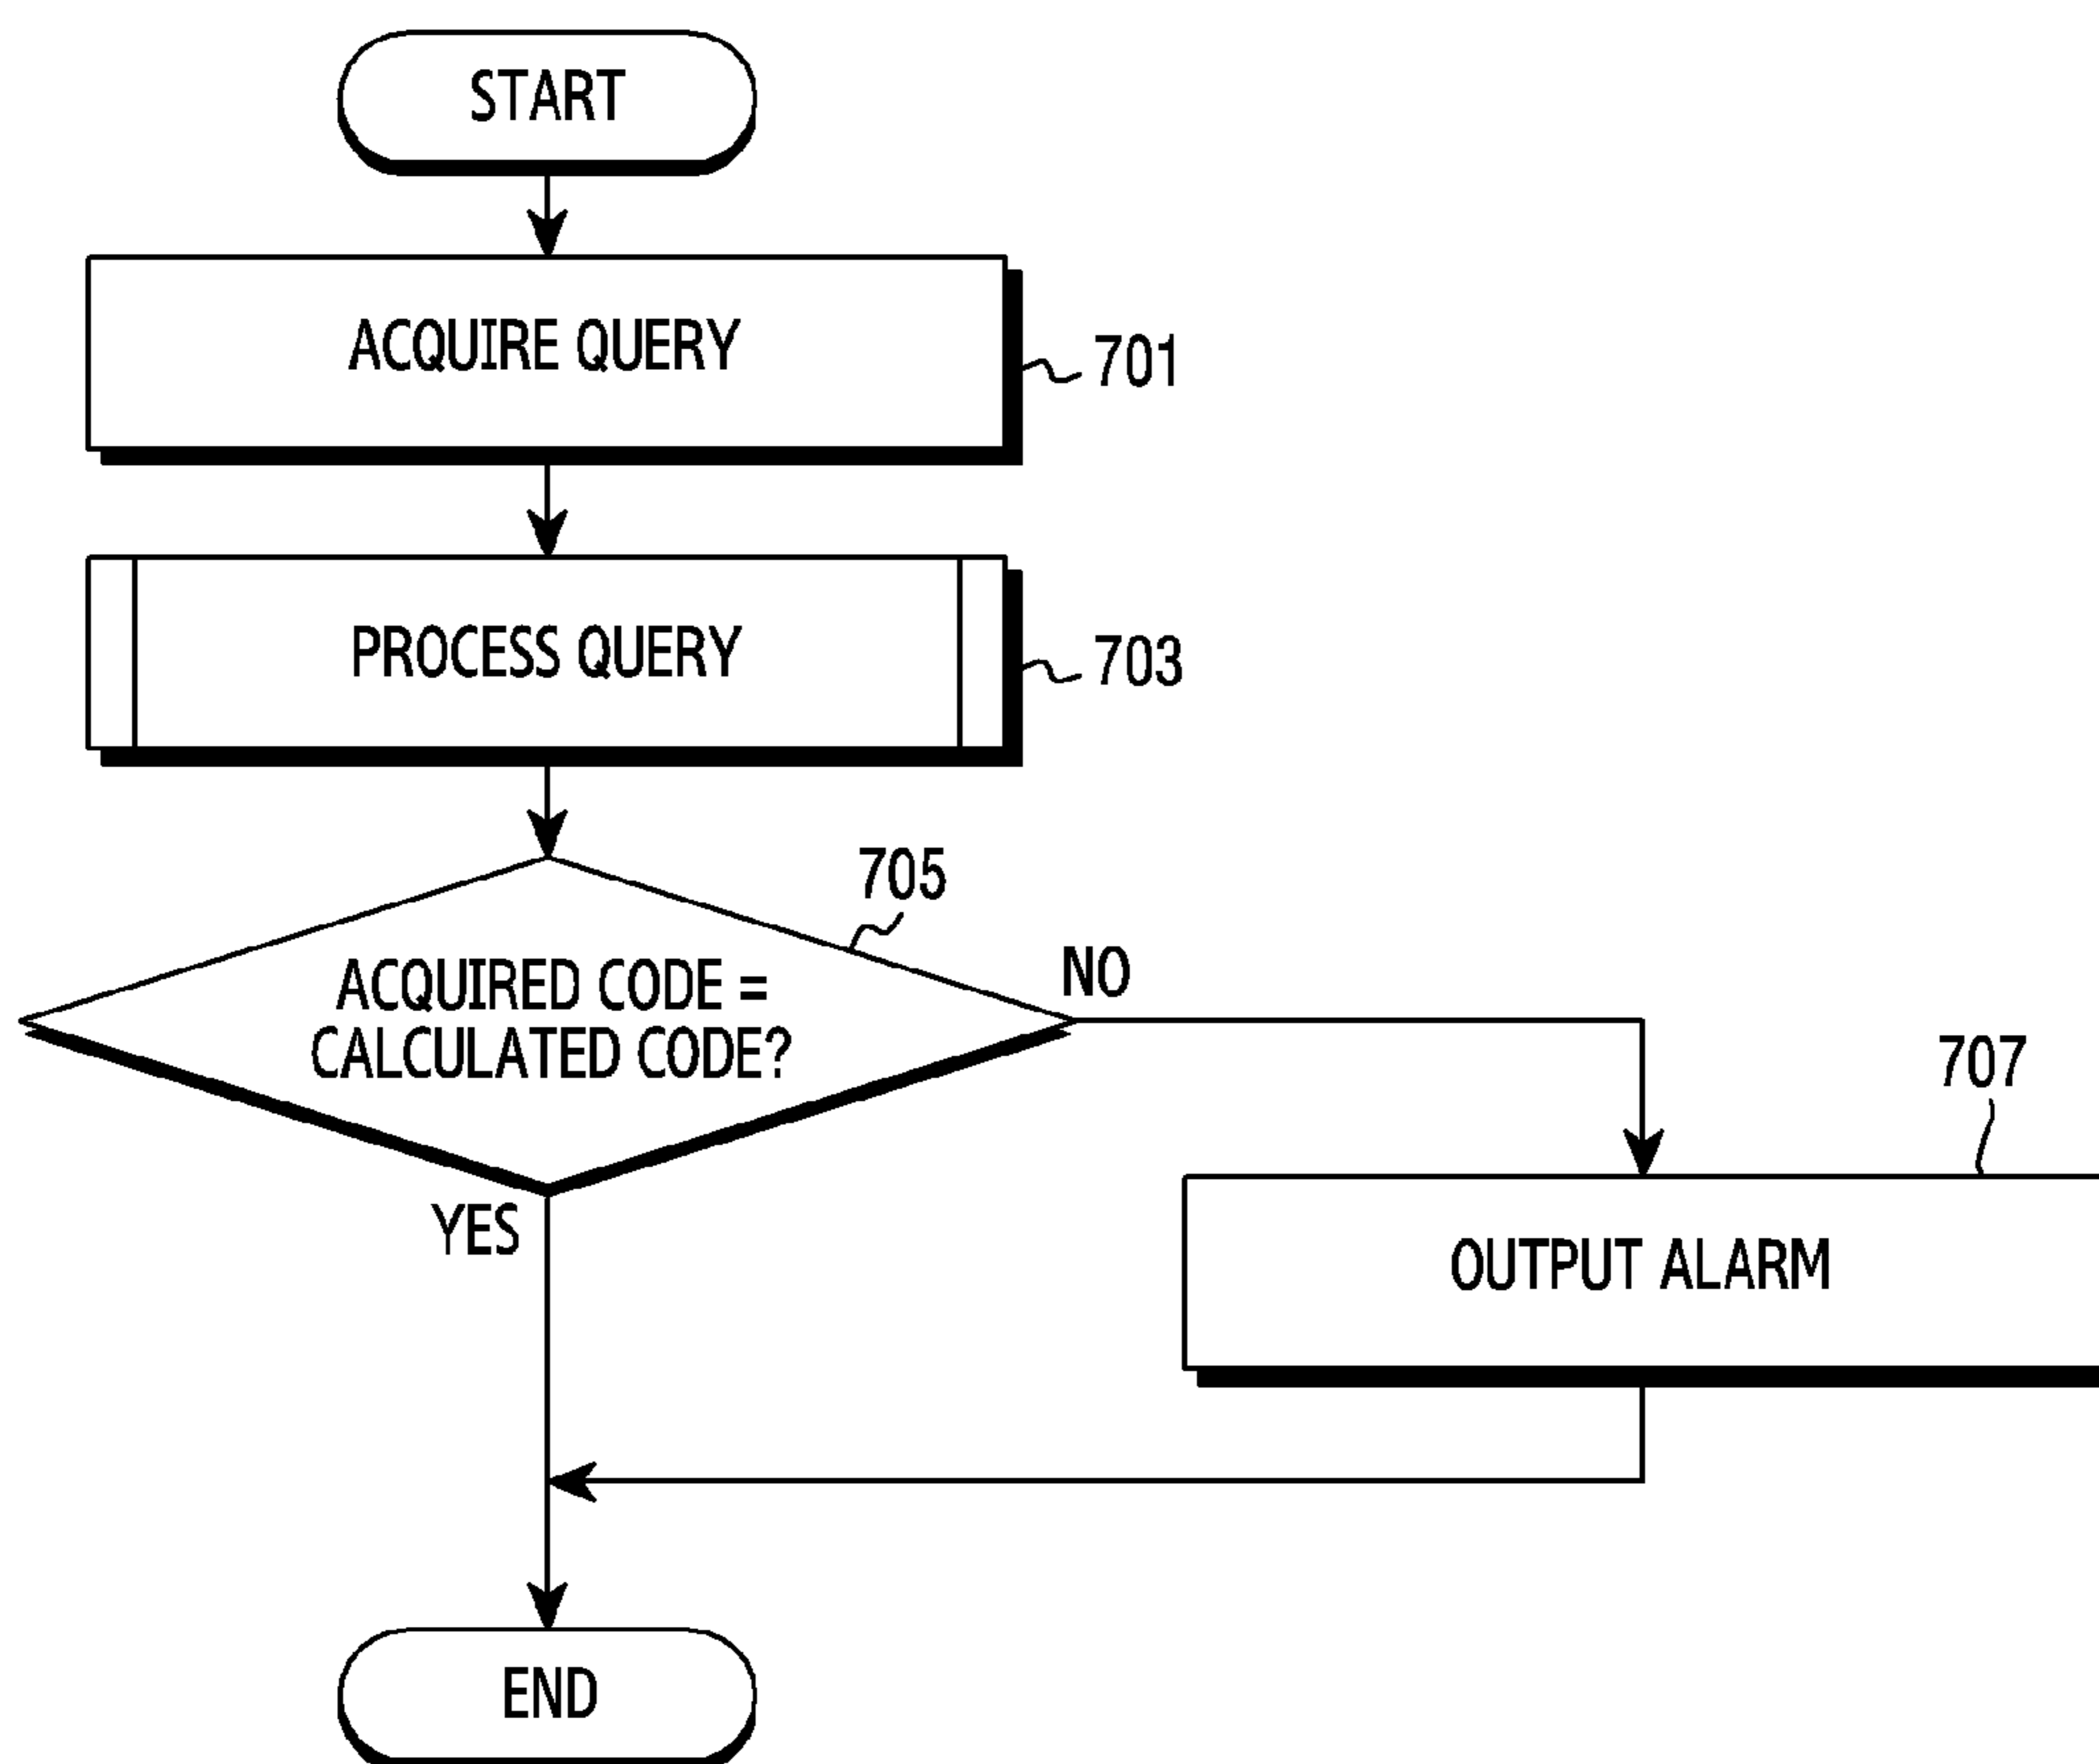 START
ACQUIRE QUERY
701
PROCESS QUERY
703
705
ACQUIRED CODE =
CALCULATED CODE?
NO
YES
707
OUTPUT ALARM
END